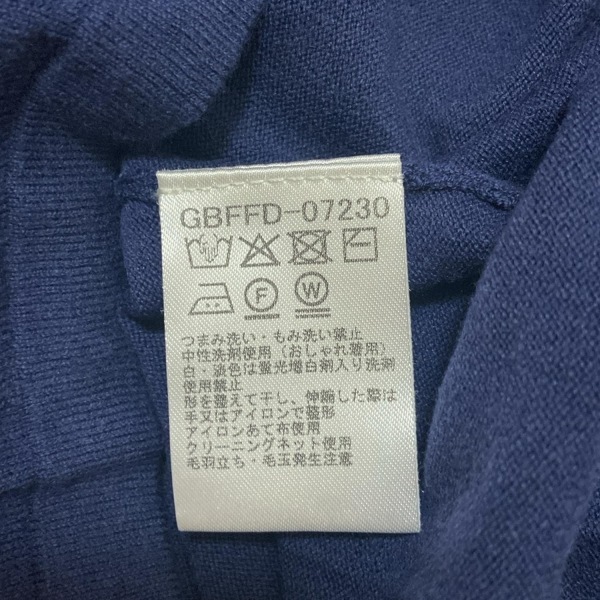 GBFFD-07230
F W
つまみ洗い・もみ洗い禁止
中性洗剤使用（おしゃれ着用）
白・淡色は蛍光増白剤入り洗剤
使用禁止
形を整えて干し、伸縮した際は
手又はアイロンで整形
アイロンあて布使用
クリーニングネット使用
毛羽立ち・毛玉発生注意